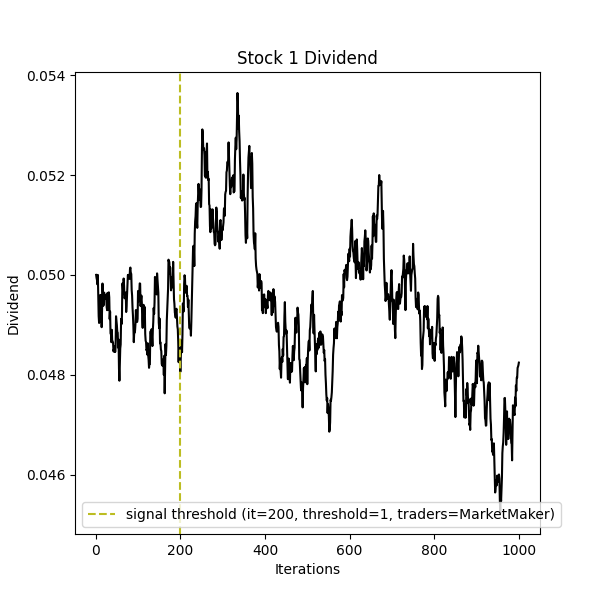 Stock 1 Dividend
0.054
0.052
0.050
0.048
0.046
Dividend
signal threshold (it=200, threshold=1, traders=MarketMaker)
0 200 400 600 800 1000
Iterations